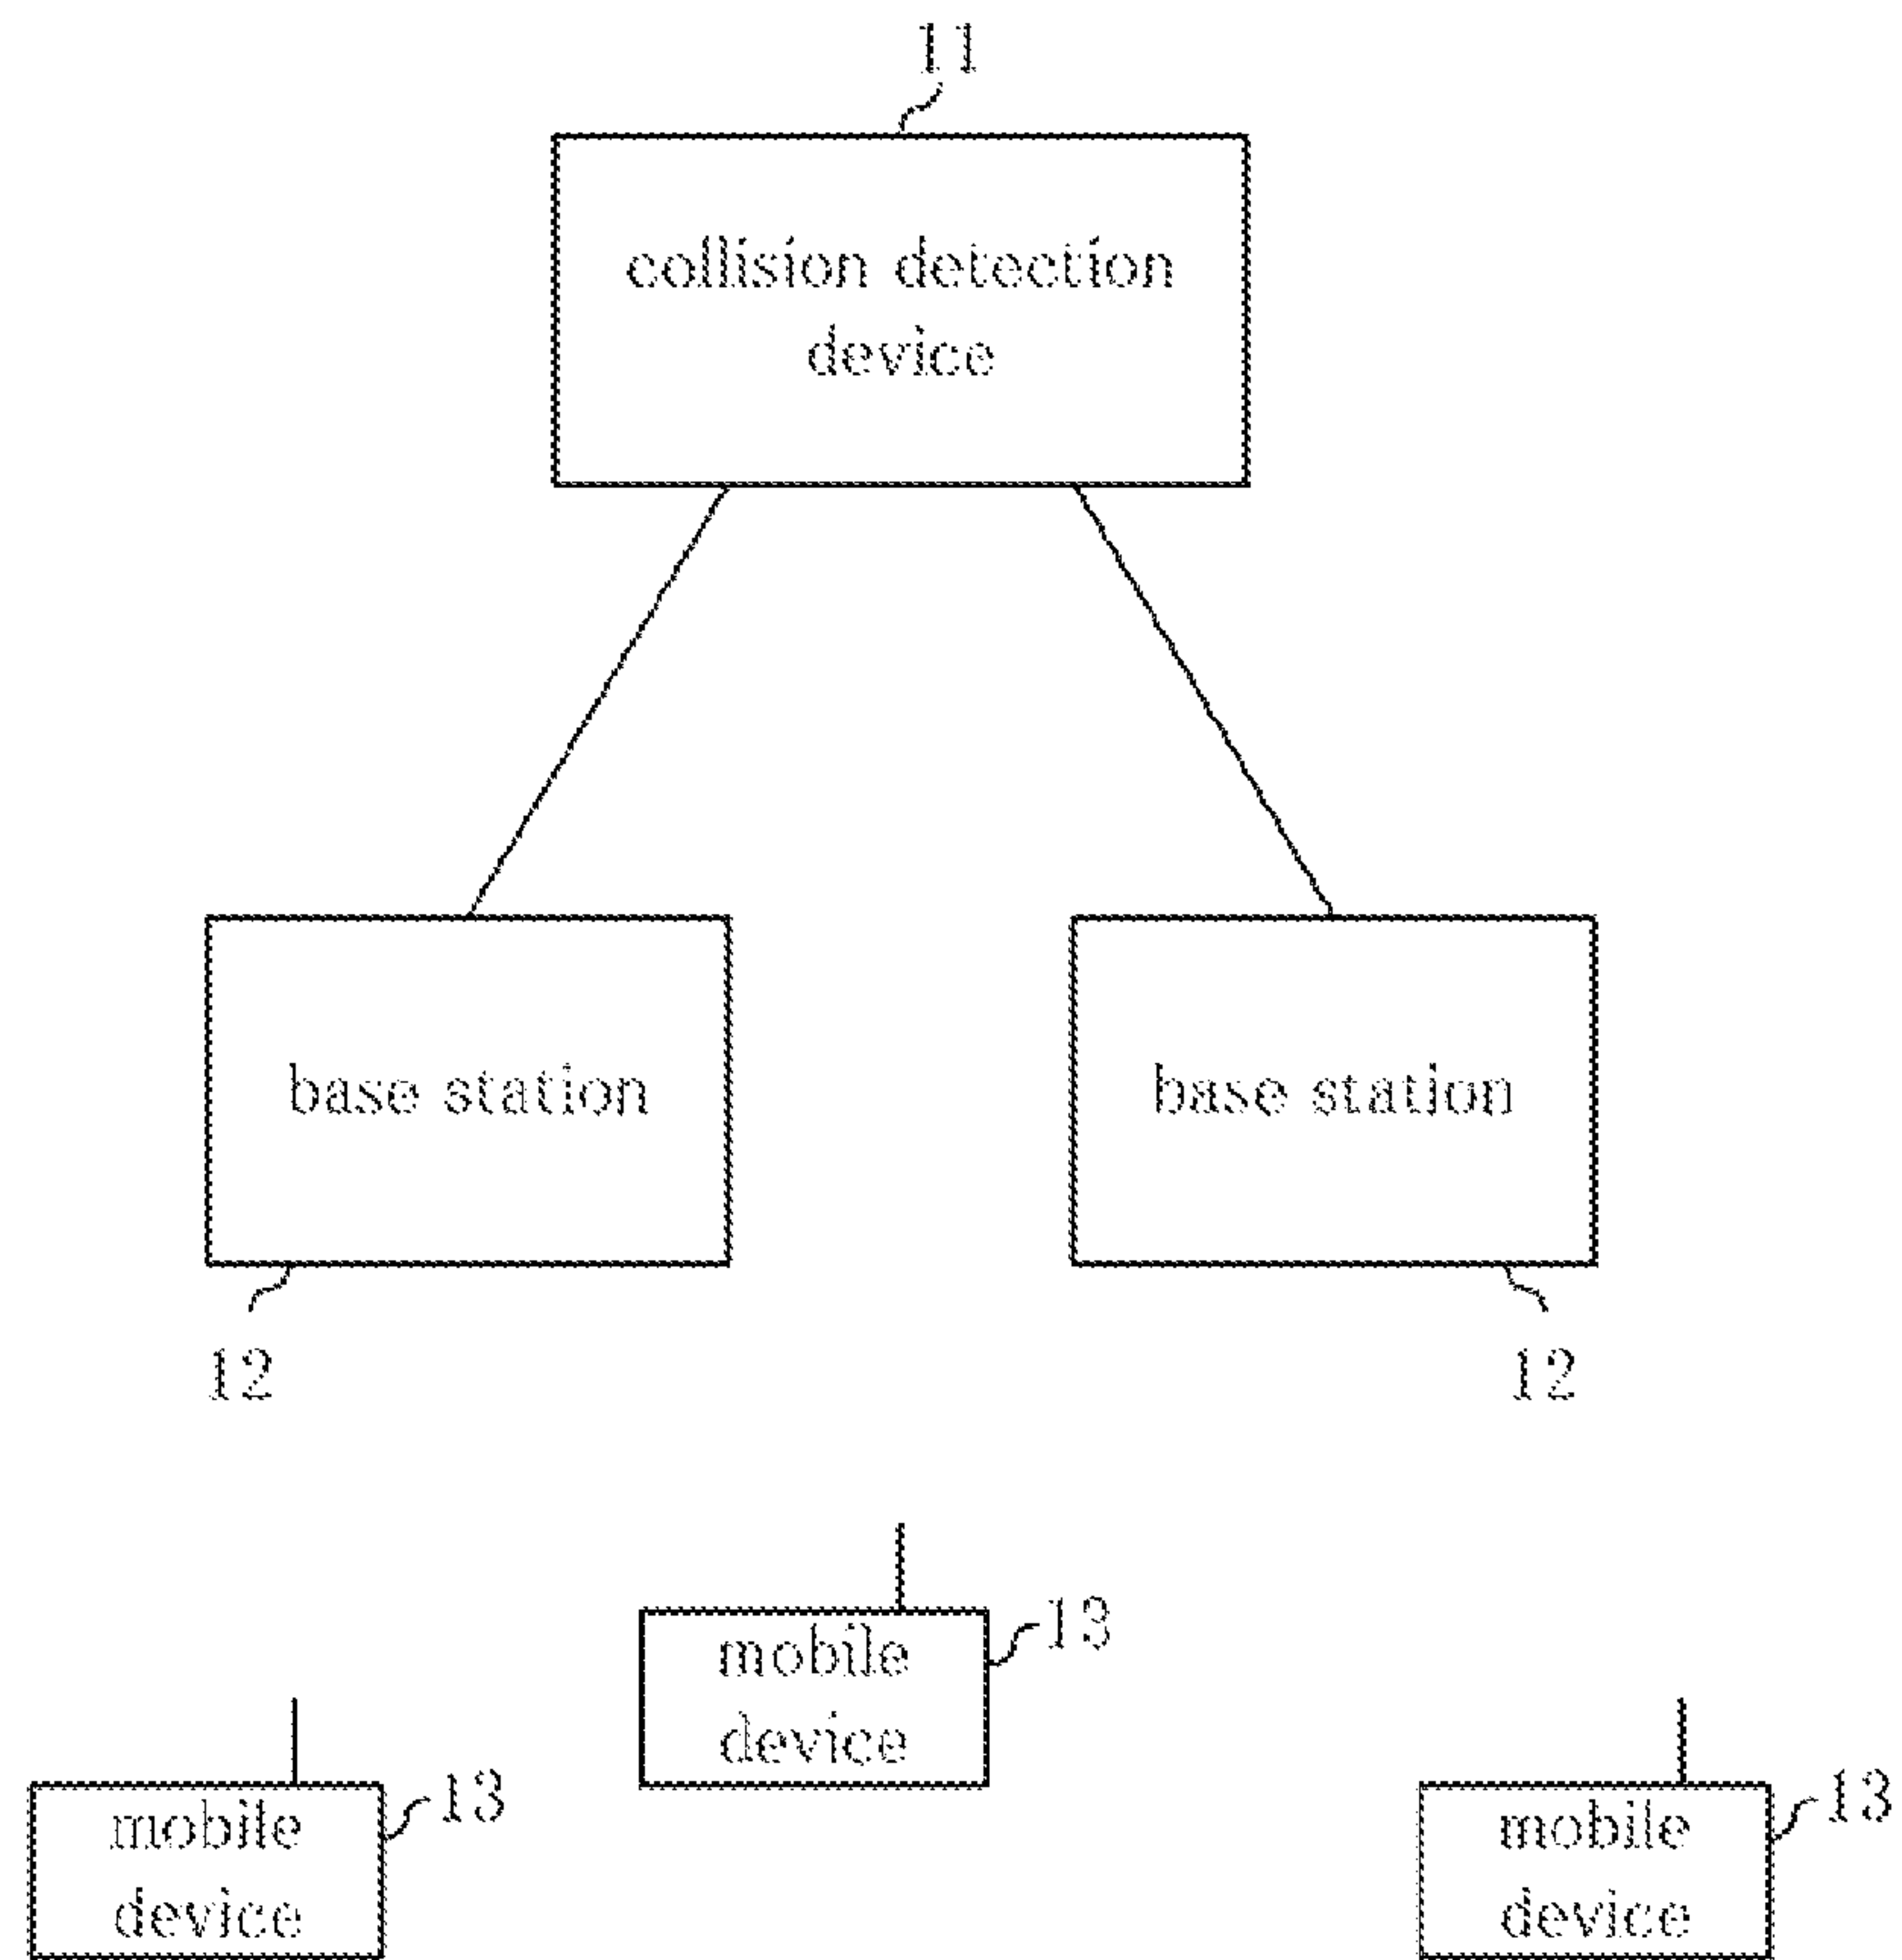 11
collision detection
device
base station
base station
12
12
mobile
device
13
mobile
device
13
mobile
device
13